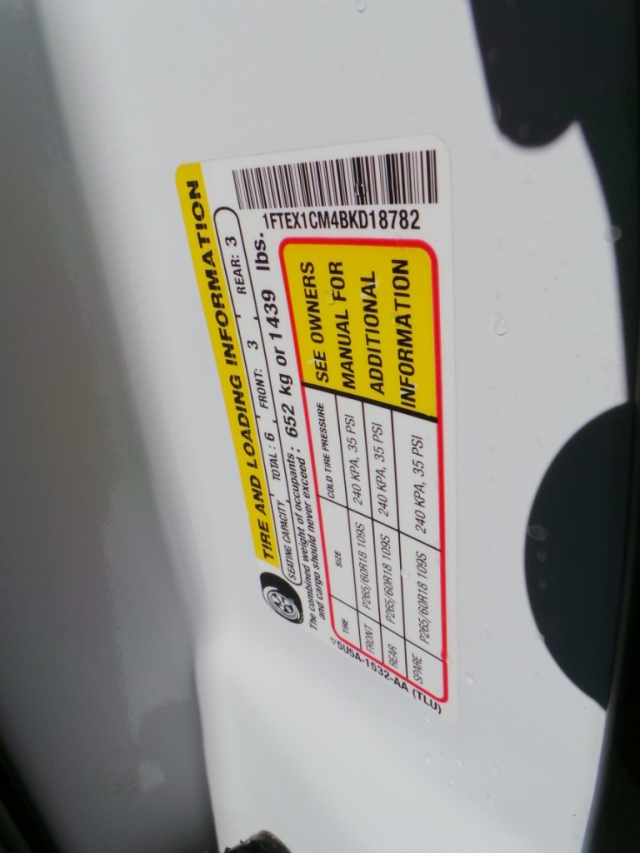 TIRE AND LOADING INFORMATION
SEATING CAPACITY TOTAL: 6 FRONT: 3 REAR: 3
The combined weight of occupants and cargo should never exceed: 652 kg or 1439 lbs.
1FTEX1CM4BKD18782
TIRE SIZE COLD TIRE PRESSURE
FRONT P265/60R18 109S 240 KPA, 35 PSI
REAR P265/60R18 109S 240 KPA, 35 PSI
SPARE P265/60R18 109S 240 KPA, 35 PSI
SEE OWNERS
MANUAL FOR
ADDITIONAL
INFORMATION
5U5A-1532-AA (TLU)